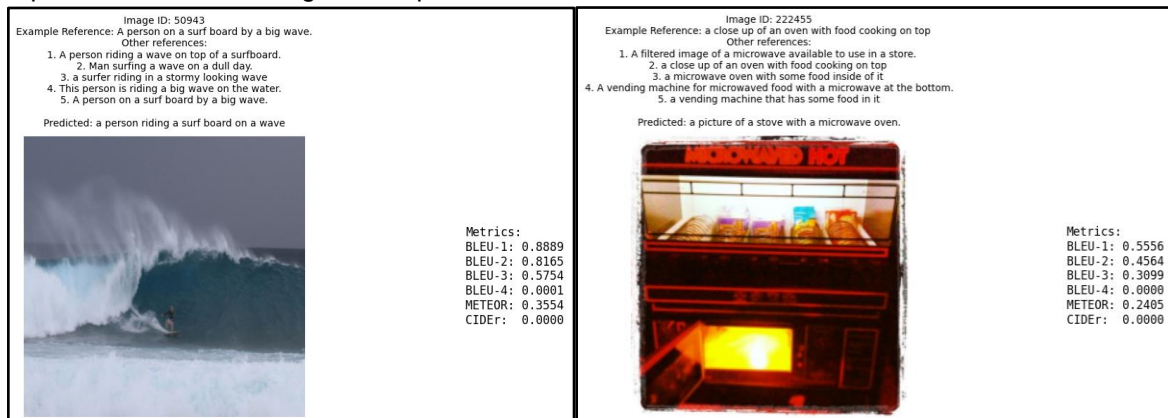 Image ID: 50943
Example Reference: A person on a surf board by a big wave.
Other references:
1. A person riding a wave on top of a surfboard.
2. Man surfing a wave on a dull day.
3. a surfer riding in a stormy looking wave
4. This person is riding a big wave on the water.
5. A person on a surf board by a big wave.
Predicted: a person riding a surf board on a wave
Metrics:
BLEU-1: 0.8889
BLEU-2: 0.8165
BLEU-3: 0.5754
BLEU-4: 0.0001
METEOR: 0.3554
CIDEr: 0.0000
Image ID: 222455
Example Reference: a close up of an oven with food cooking on top
Other references:
1. A filtered image of a microwave available to use in a store.
2. a close up of an oven with food cooking on top
3. a microwave oven with some food inside of it
4. A vending machine for microwaved food with a microwave at the bottom.
5. a vending machine that has some food in it
Predicted: a picture of a stove with a microwave oven.
MICROWAVED HOT
Metrics:
BLEU-1: 0.5556
BLEU-2: 0.4564
BLEU-3: 0.3099
BLEU-4: 0.0000
METEOR: 0.2405
CIDEr: 0.0000